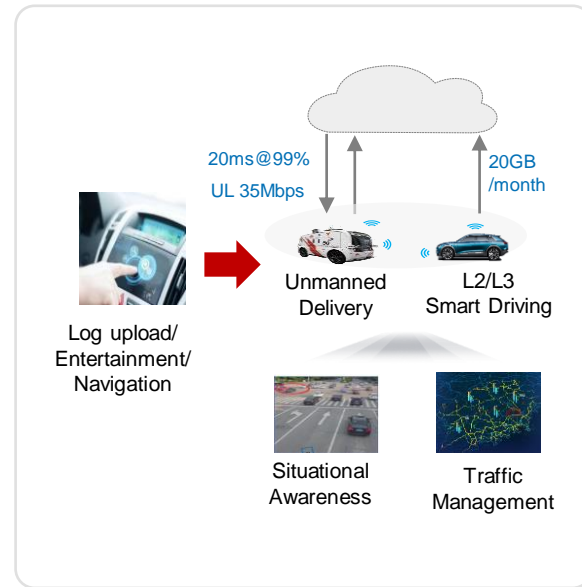 20ms@99%
UL 35Mbps
20GB
/month
Unmanned
Delivery
L2/L3
Smart Driving
Log upload/
Entertainment/
Navigation
Situational
Awareness
Traffic
Management